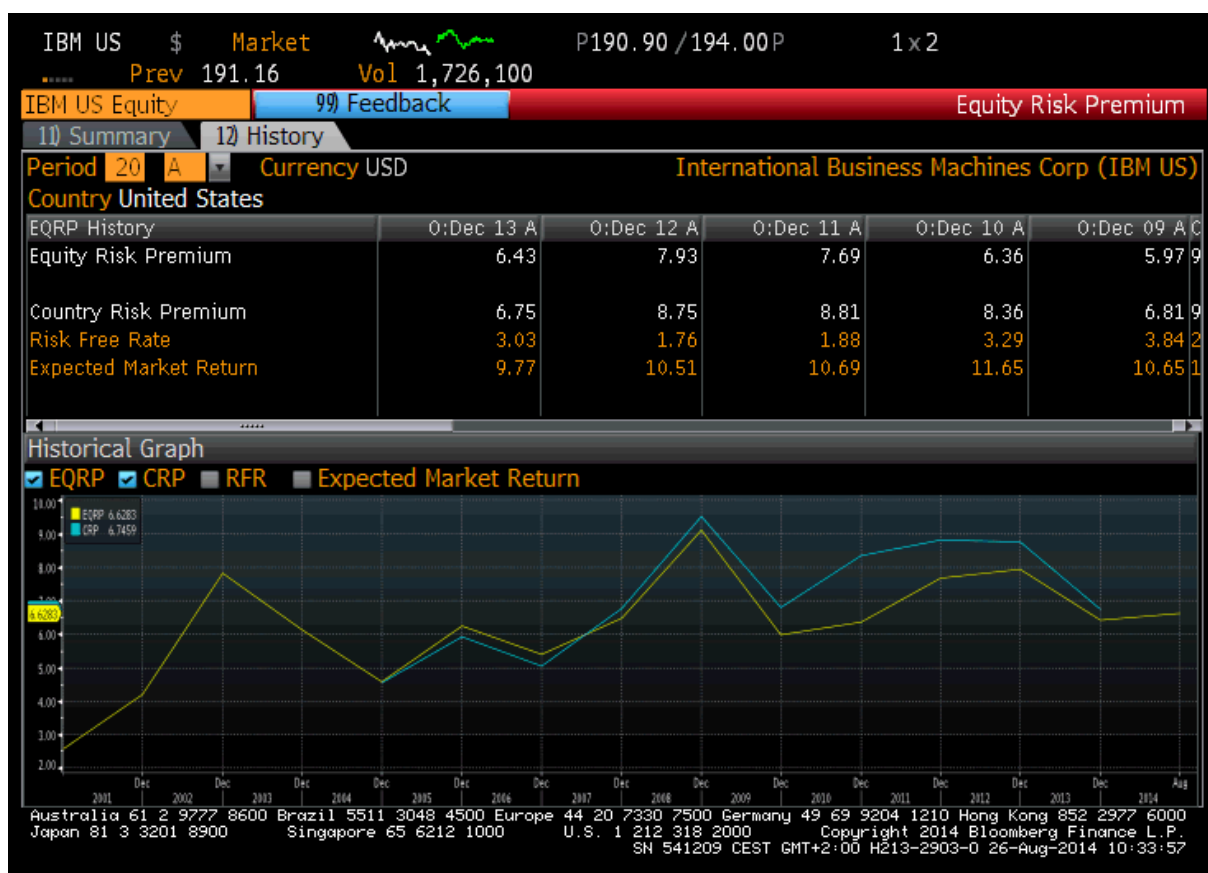 IBM US $ Market P190.90 /194.00P 1x2
Prev 191.16 Vol 1,726,100
IBM US Equity 99) Feedback Equity Risk Premium
11) Summary 12) History
Period 20 A Currency USD International Business Machines Corp (IBM US)
Country United States
EQRP History O:Dec 13 A O:Dec 12 A O:Dec 11 A O:Dec 10 A O:Dec 09 A
Equity Risk Premium 6.43 7.93 7.69 6.36 5.97 9
Country Risk Premium 6.75 8.75 8.81 8.36 6.81 9
Risk Free Rate 3.03 1.76 1.88 3.29 3.84 2
Expected Market Return 9.77 10.51 10.69 11.65 10.65 1
Historical Graph
EQRP CRP RFR Expected Market Return
10.00
EQRP 6.6283
CRP 6.7459
9.00
8.00
6.6283
6.00
5.00
4.00
3.00
2.00
Dec Dec Dec Dec Dec Dec Dec Dec Dec Dec Dec Dec Dec Aug
2001 2002 2003 2004 2005 2006 2007 2008 2009 2010 2011 2012 2013 2014
Australia 61 2 9777 8600 Brazil 5511 3048 4500 Europe 44 20 7330 7500 Germany 49 69 9204 1210 Hong Kong 852 2977 6000
Japan 81 3 3201 8900 Singapore 65 6212 1000 U.S. 1 212 318 2000 Copyright 2014 Bloomberg Finance L.P.
SN 541209 CEST GMT+2:00 H213-2903-0 26-Aug-2014 10:33:57